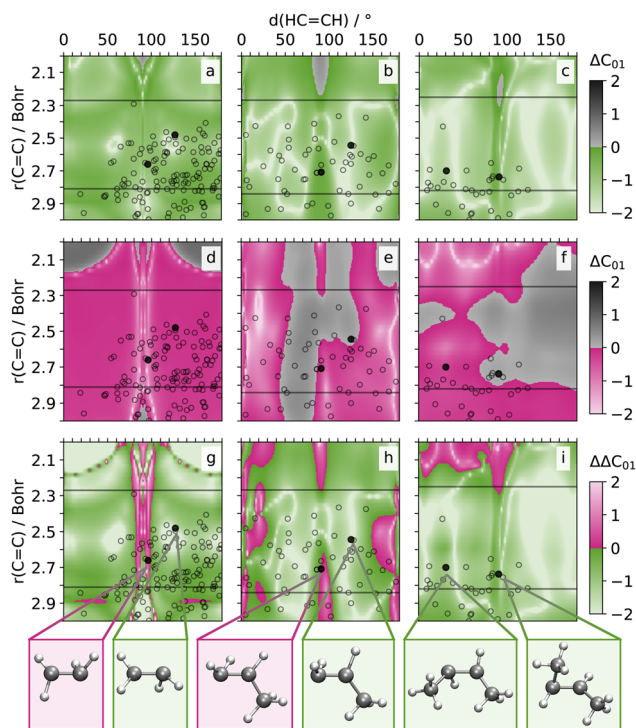 d(HC=CH) / °
0 50 100 150 0 50 100 150 0 50 100 150
r(C=C) / Bohr
2.1
2.3
2.5
2.7
2.9
a
b
c
ΔC01
2
1
0
−1
−2
r(C=C) / Bohr
2.1
2.3
2.5
2.7
2.9
d
e
f
ΔC01
2
1
0
−1
−2
r(C=C) / Bohr
2.1
2.3
2.5
2.7
2.9
g
h
i
ΔΔC01
2
1
0
1
2